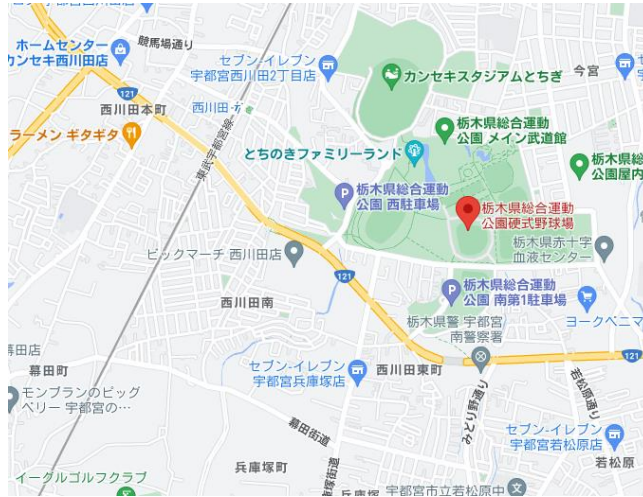 競馬場通り
ホームセンター
カンセキ西川田店
セブン-イレブン
宇都宮西川田2丁目店
カンセキスタジアムとちぎ
今宮
121
西川田本町
西川田
ラーメン ギタギタ
東武宇都宮線
栃木県総合運動
公園 メイン武道館
とちのきファミリーランド
栃木県総合運動
公園屋内
栃木県総合運動
公園 西駐車場
栃木県総合運動
公園硬式野球場
ビッグマーチ 西川田店
栃木県赤十字
血液センター
121
栃木県総合運動
公園 南第1駐車場
西川田南
ヨークベニマ
栃木県警 宇都宮
南警察署
幕田店
幕田町
セブン-イレブン
宇都宮兵庫塚店
西川田東町
121
モンブランのビッグ
ベリー 宇都宮の…
幕田街道
みどり野通り
若松原通り
セブン-イレブン
宇都宮若松原店
兵庫塚町
兵庫塚街道
若松原
イーグルゴルフクラブ
宇都宮市立若松原中